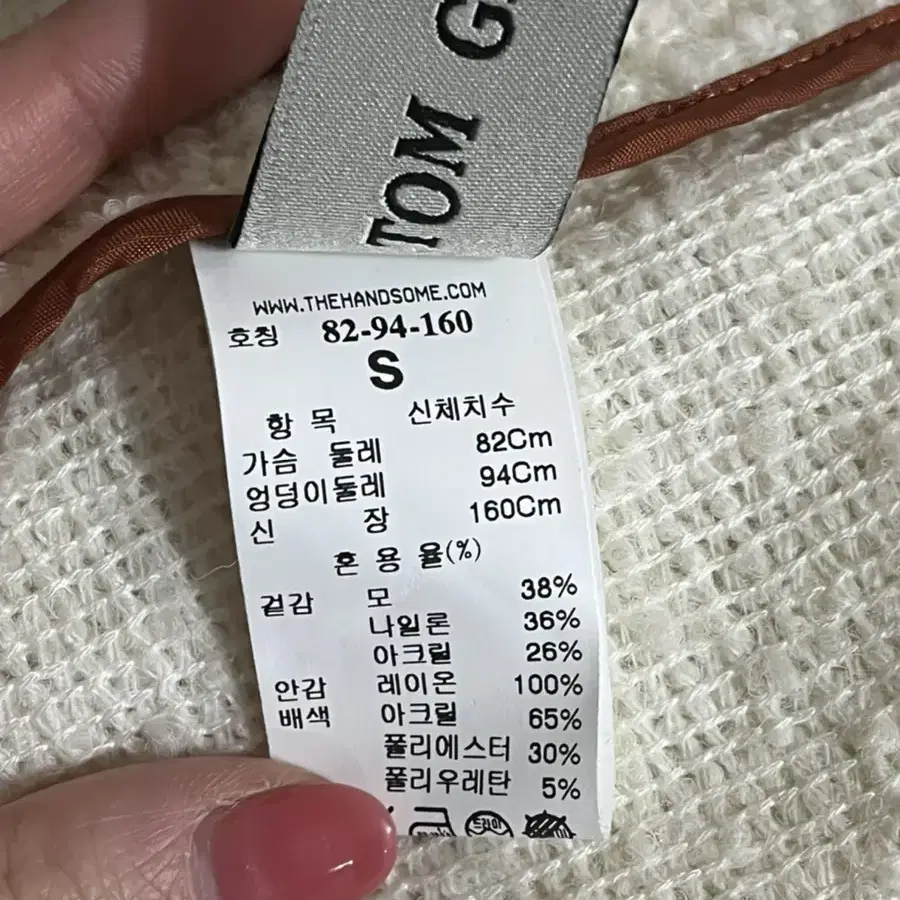 TOM G
WWW.THEHANDSOME.COM
호칭 82-94-160
S
항 목 신체치수
가슴 둘레 82Cm
엉덩이둘레 94Cm
신 장 160Cm
혼 용 율(%)
겉감 모 38%
나일론 36%
아크릴 26%
안감 레이온 100%
배색 아크릴 65%
폴리에스터 30%
폴리우레탄 5%
드라이